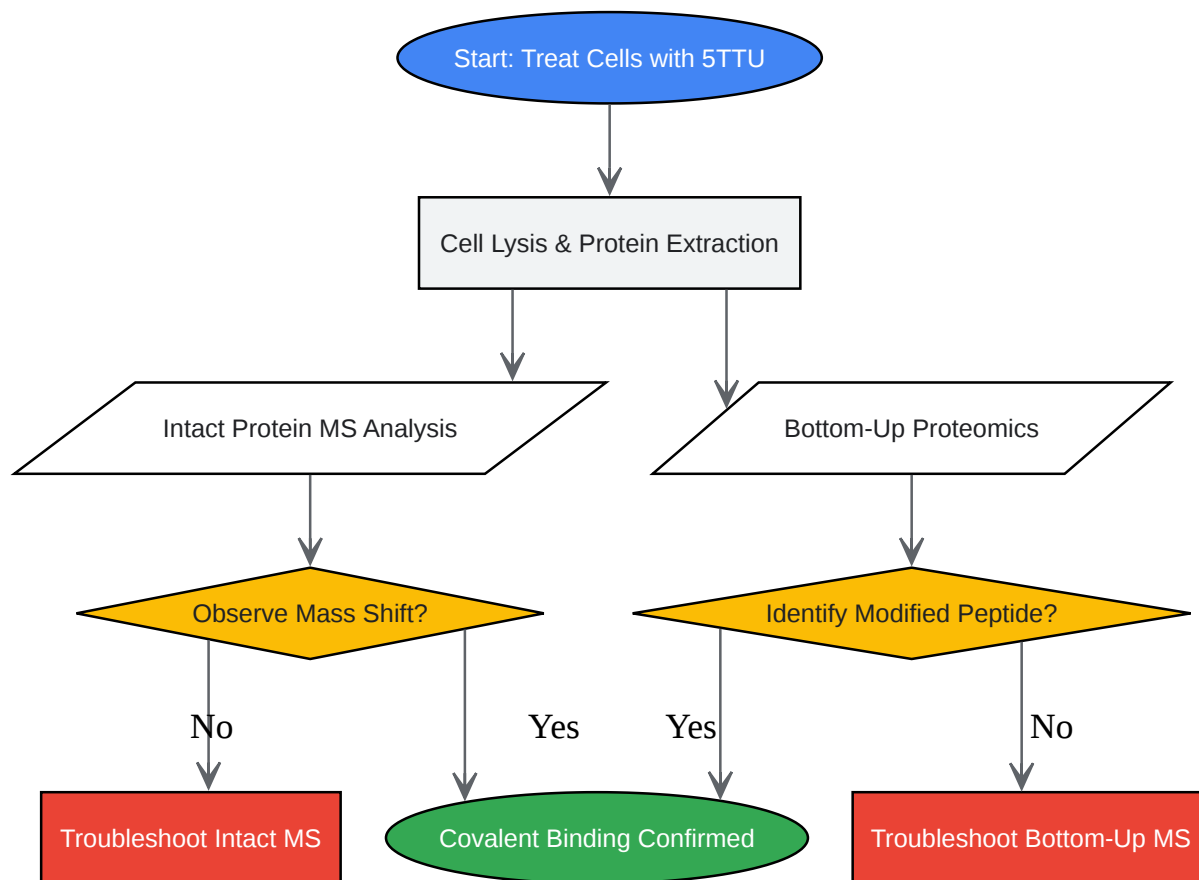 Start: Treat Cells with 5TTU
Cell Lysis & Protein Extraction
Intact Protein MS Analysis
Bottom-Up Proteomics
Observe Mass Shift?
Identify Modified Peptide?
No
Yes
Yes
No
Troubleshoot Intact MS
Covalent Binding Confirmed
Troubleshoot Bottom-Up MS